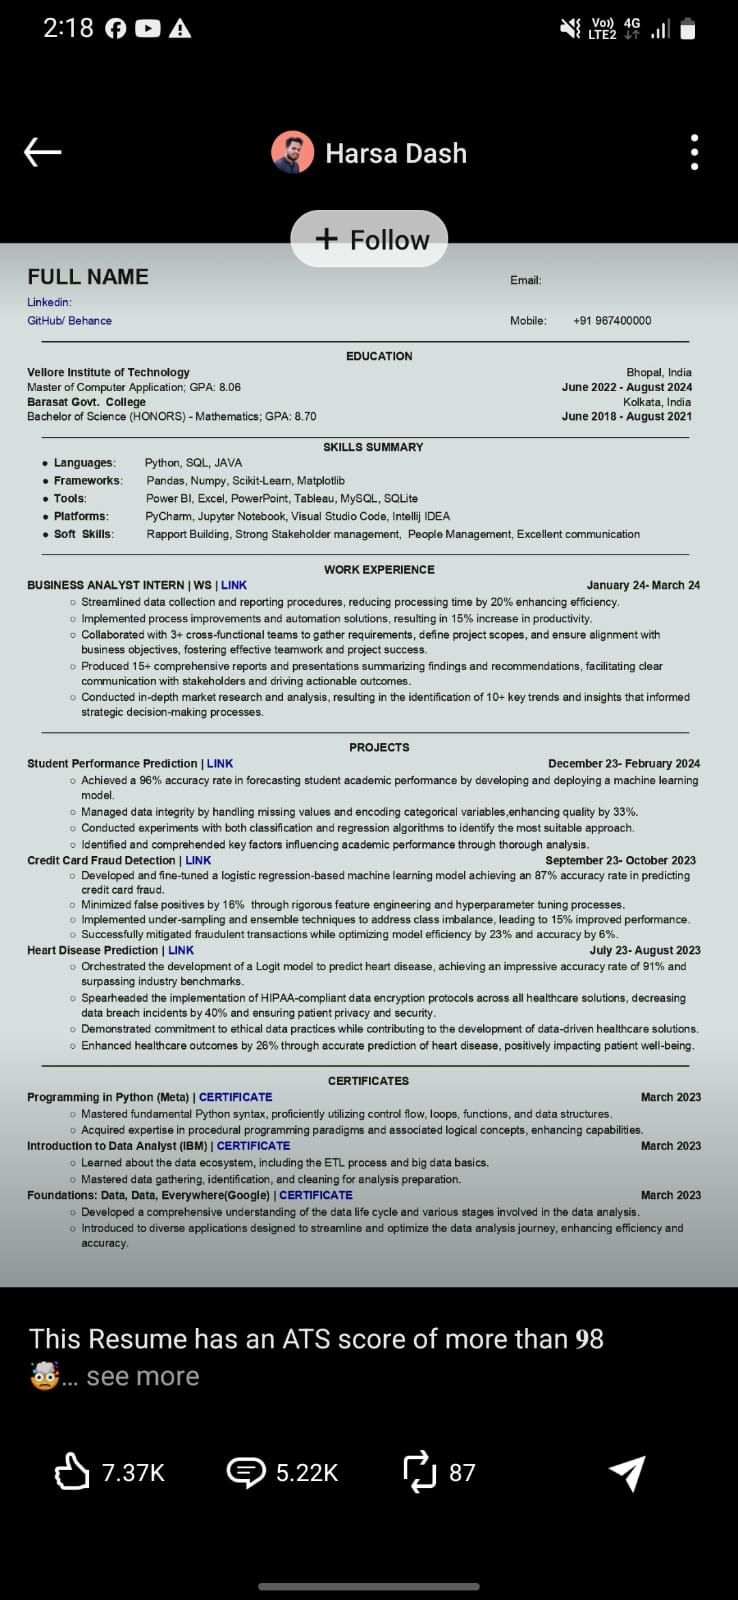 2:18
Vo) 4G
LTE2
Harsa Dash
+ Follow
FULL NAME
Email:
Linkedin:
GitHub/ Behance
Mobile: +91 967400000
EDUCATION
Vellore Institute of Technology Bhopal, India
Master of Computer Application; GPA: 8.06 June 2022 - August 2024
Barasat Govt. College Kolkata, India
Bachelor of Science (HONORS) - Mathematics; GPA: 8.70 June 2018 - August 2021
SKILLS SUMMARY
• Languages: Python, SQL, JAVA
• Frameworks: Pandas, Numpy, Scikit-Learn, Matplotlib
• Tools: Power BI, Excel, PowerPoint, Tableau, MySQL, SQLite
• Platforms: PyCharm, Jupyter Notebook, Visual Studio Code, Intellij IDEA
• Soft Skills: Rapport Building, Strong Stakeholder management, People Management, Excellent communication
WORK EXPERIENCE
BUSINESS ANALYST INTERN | WS | LINK January 24- March 24
○ Streamlined data collection and reporting procedures, reducing processing time by 20% enhancing efficiency.
○ Implemented process improvements and automation solutions, resulting in 15% increase in productivity.
○ Collaborated with 3+ cross-functional teams to gather requirements, define project scopes, and ensure alignment with
business objectives, fostering effective teamwork and project success.
○ Produced 15+ comprehensive reports and presentations summarizing findings and recommendations, facilitating clear
communication with stakeholders and driving actionable outcomes.
○ Conducted in-depth market research and analysis, resulting in the identification of 10+ key trends and insights that informed
strategic decision-making processes.
PROJECTS
Student Performance Prediction | LINK December 23- February 2024
○ Achieved a 96% accuracy rate in forecasting student academic performance by developing and deploying a machine learning
model.
○ Managed data integrity by handling missing values and encoding categorical variables,enhancing quality by 33%.
○ Conducted experiments with both classification and regression algorithms to identify the most suitable approach.
○ Identified and comprehended key factors influencing academic performance through thorough analysis.
Credit Card Fraud Detection | LINK September 23- October 2023
○ Developed and fine-tuned a logistic regression-based machine learning model achieving an 87% accuracy rate in predicting
credit card fraud.
○ Minimized false positives by 16% through rigorous feature engineering and hyperparameter tuning processes.
○ Implemented under-sampling and ensemble techniques to address class imbalance, leading to 15% improved performance.
○ Successfully mitigated fraudulent transactions while optimizing model efficiency by 23% and accuracy by 6%.
Heart Disease Prediction | LINK July 23- August 2023
○ Orchestrated the development of a Logit model to predict heart disease, achieving an impressive accuracy rate of 91% and
surpassing industry benchmarks.
○ Spearheaded the implementation of HIPAA-compliant data encryption protocols across all healthcare solutions, decreasing
data breach incidents by 40% and ensuring patient privacy and security.
○ Demonstrated commitment to ethical data practices while contributing to the development of data-driven healthcare solutions.
○ Enhanced healthcare outcomes by 26% through accurate prediction of heart disease, positively impacting patient well-being.
CERTIFICATES
Programming in Python (Meta) | CERTIFICATE March 2023
○ Mastered fundamental Python syntax, proficiently utilizing control flow, loops, functions, and data structures.
○ Acquired expertise in procedural programming paradigms and associated logical concepts, enhancing capabilities.
Introduction to Data Analyst (IBM) | CERTIFICATE March 2023
○ Learned about the data ecosystem, including the ETL process and big data basics.
○ Mastered data gathering, identification, and cleaning for analysis preparation.
Foundations: Data, Data, Everywhere(Google) | CERTIFICATE March 2023
○ Developed a comprehensive understanding of the data life cycle and various stages involved in the data analysis.
○ Introduced to diverse applications designed to streamline and optimize the data analysis journey, enhancing efficiency and
accuracy.
This Resume has an ATS score of more than 𝟗8
🤯... see more
7.37K 5.22K 87